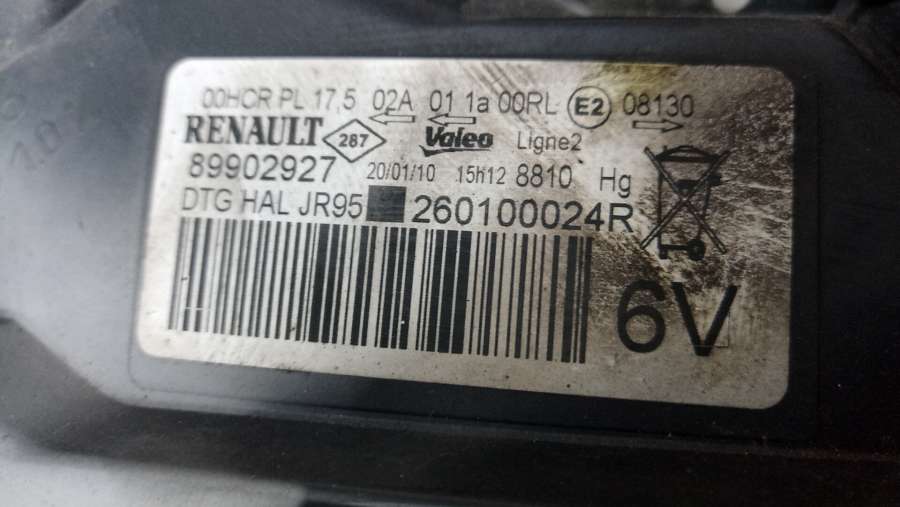 00HCR PL 17,5 02A 01 1a 00RL E2 08130
RENAULT 287 Valeo Ligne2
89902927 20/01/10 15h12 8810 Hg
DTG HAL JR95 260100024R
6V